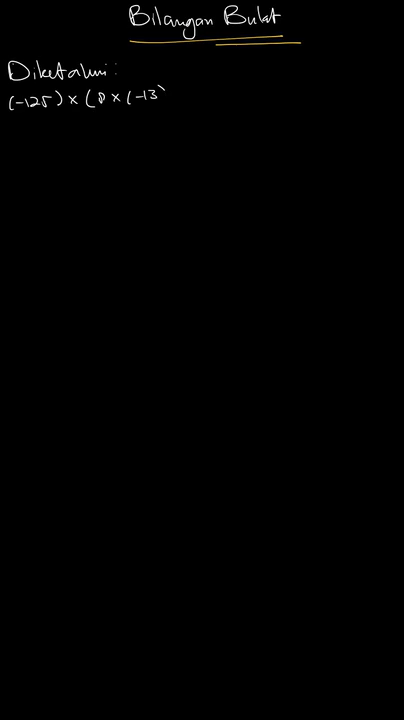 Bilangan Bulat
Diketahui:
(-125) × (8 × (-13)